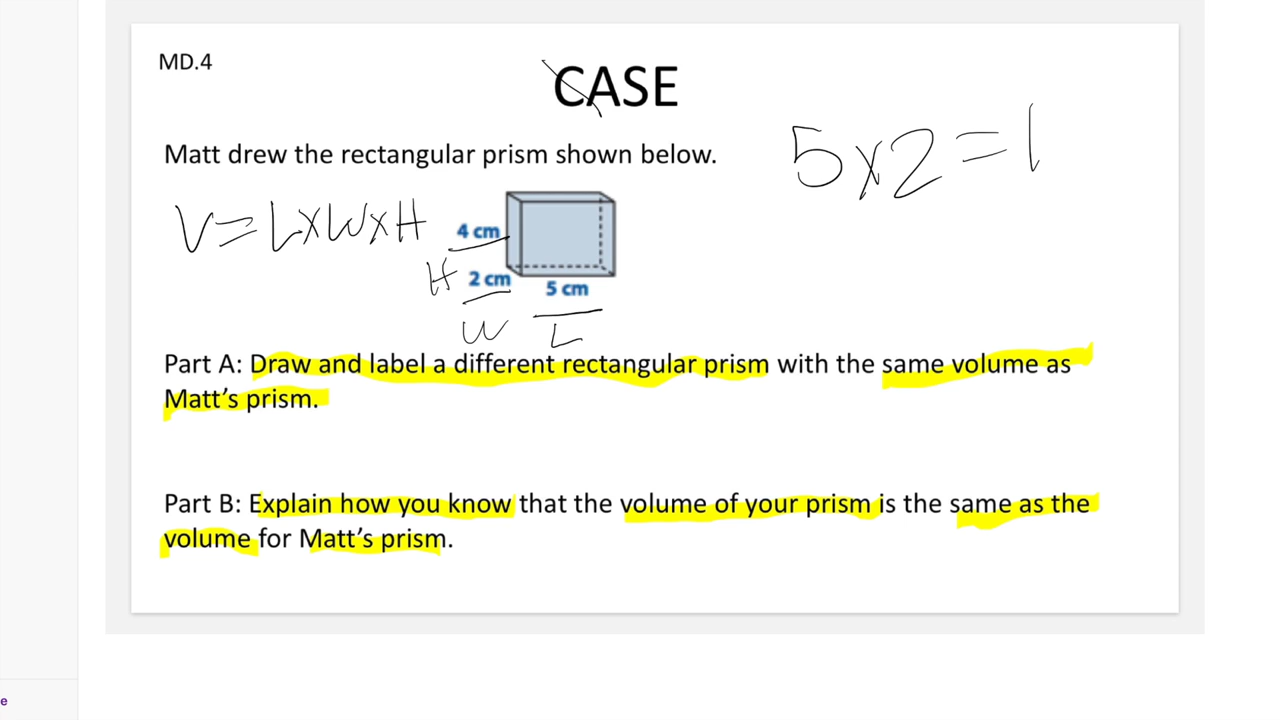 MD.4
CASE
Matt drew the rectangular prism shown below.
5x2=1
V=LxWxH
4 cm
H
2 cm
5 cm
W
L
Part A: Draw and label a different rectangular prism with the same volume as
Matt's prism.
Part B: Explain how you know that the volume of your prism is the same as the
volume for Matt's prism.
e